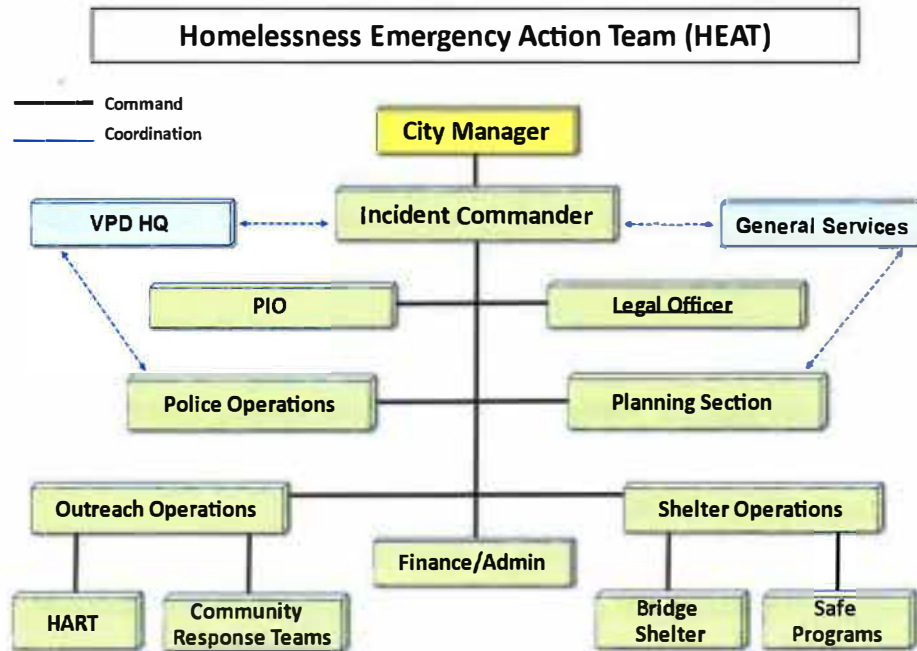 Homelessness Emergency Action Team (HEAT)
Command
Coordination
City Manager
Incident Commander
VPD HQ
General Services
PIO
Legal Officer
Police Operations
Planning Section
Outreach Operations
Shelter Operations
Finance/Admin
HART
Community
Response Teams
Bridge
Shelter
Safe
Programs